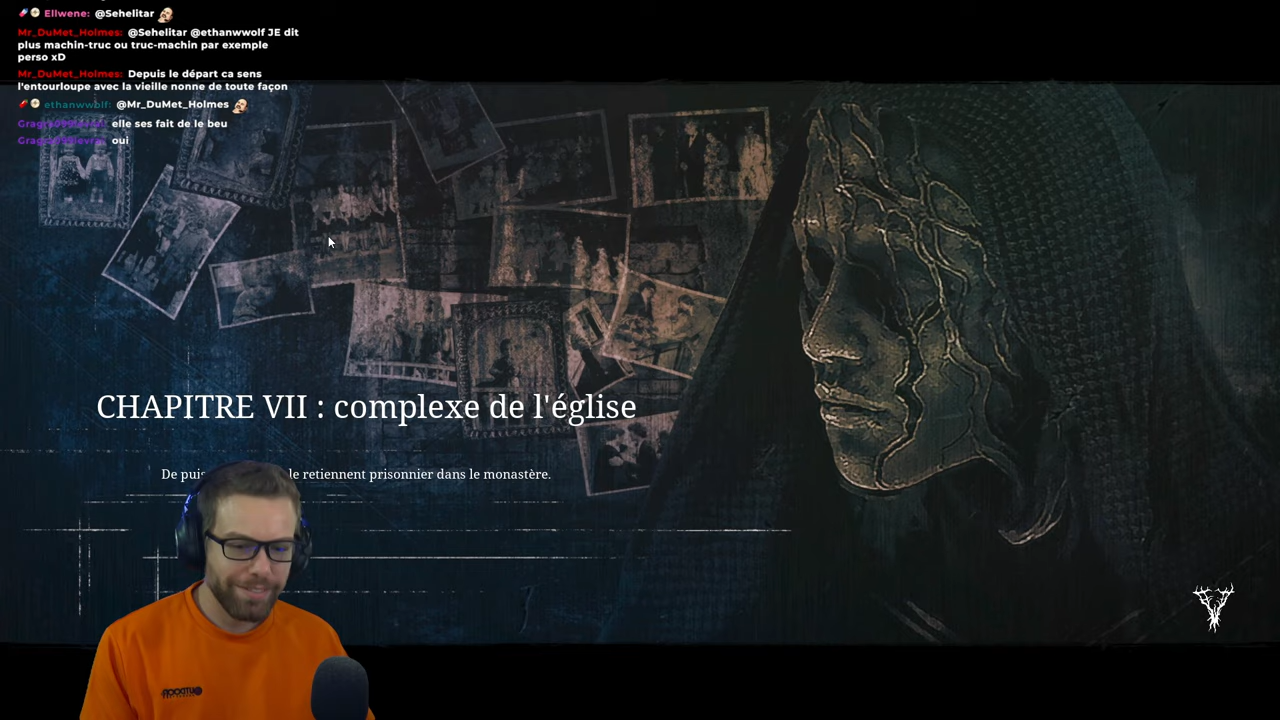 Ellwene: @Sehelitar
Mr_DuMet_Holmes: @Sehelitar @ethanwwolf JE dit
plus machin-truc ou truc-machin par exemple
perso xD
Mr_DuMet_Holmes: Depuis le départ ca sens
l'entourloupe avec la vieille nonne de toute façon
ethanwwolf: @Mr_DuMet_Holmes
elle ses fait de le beu
oui
CHAPITRE VII : complexe de l'église
De puis le retiennent prisonnier dans le monastère.